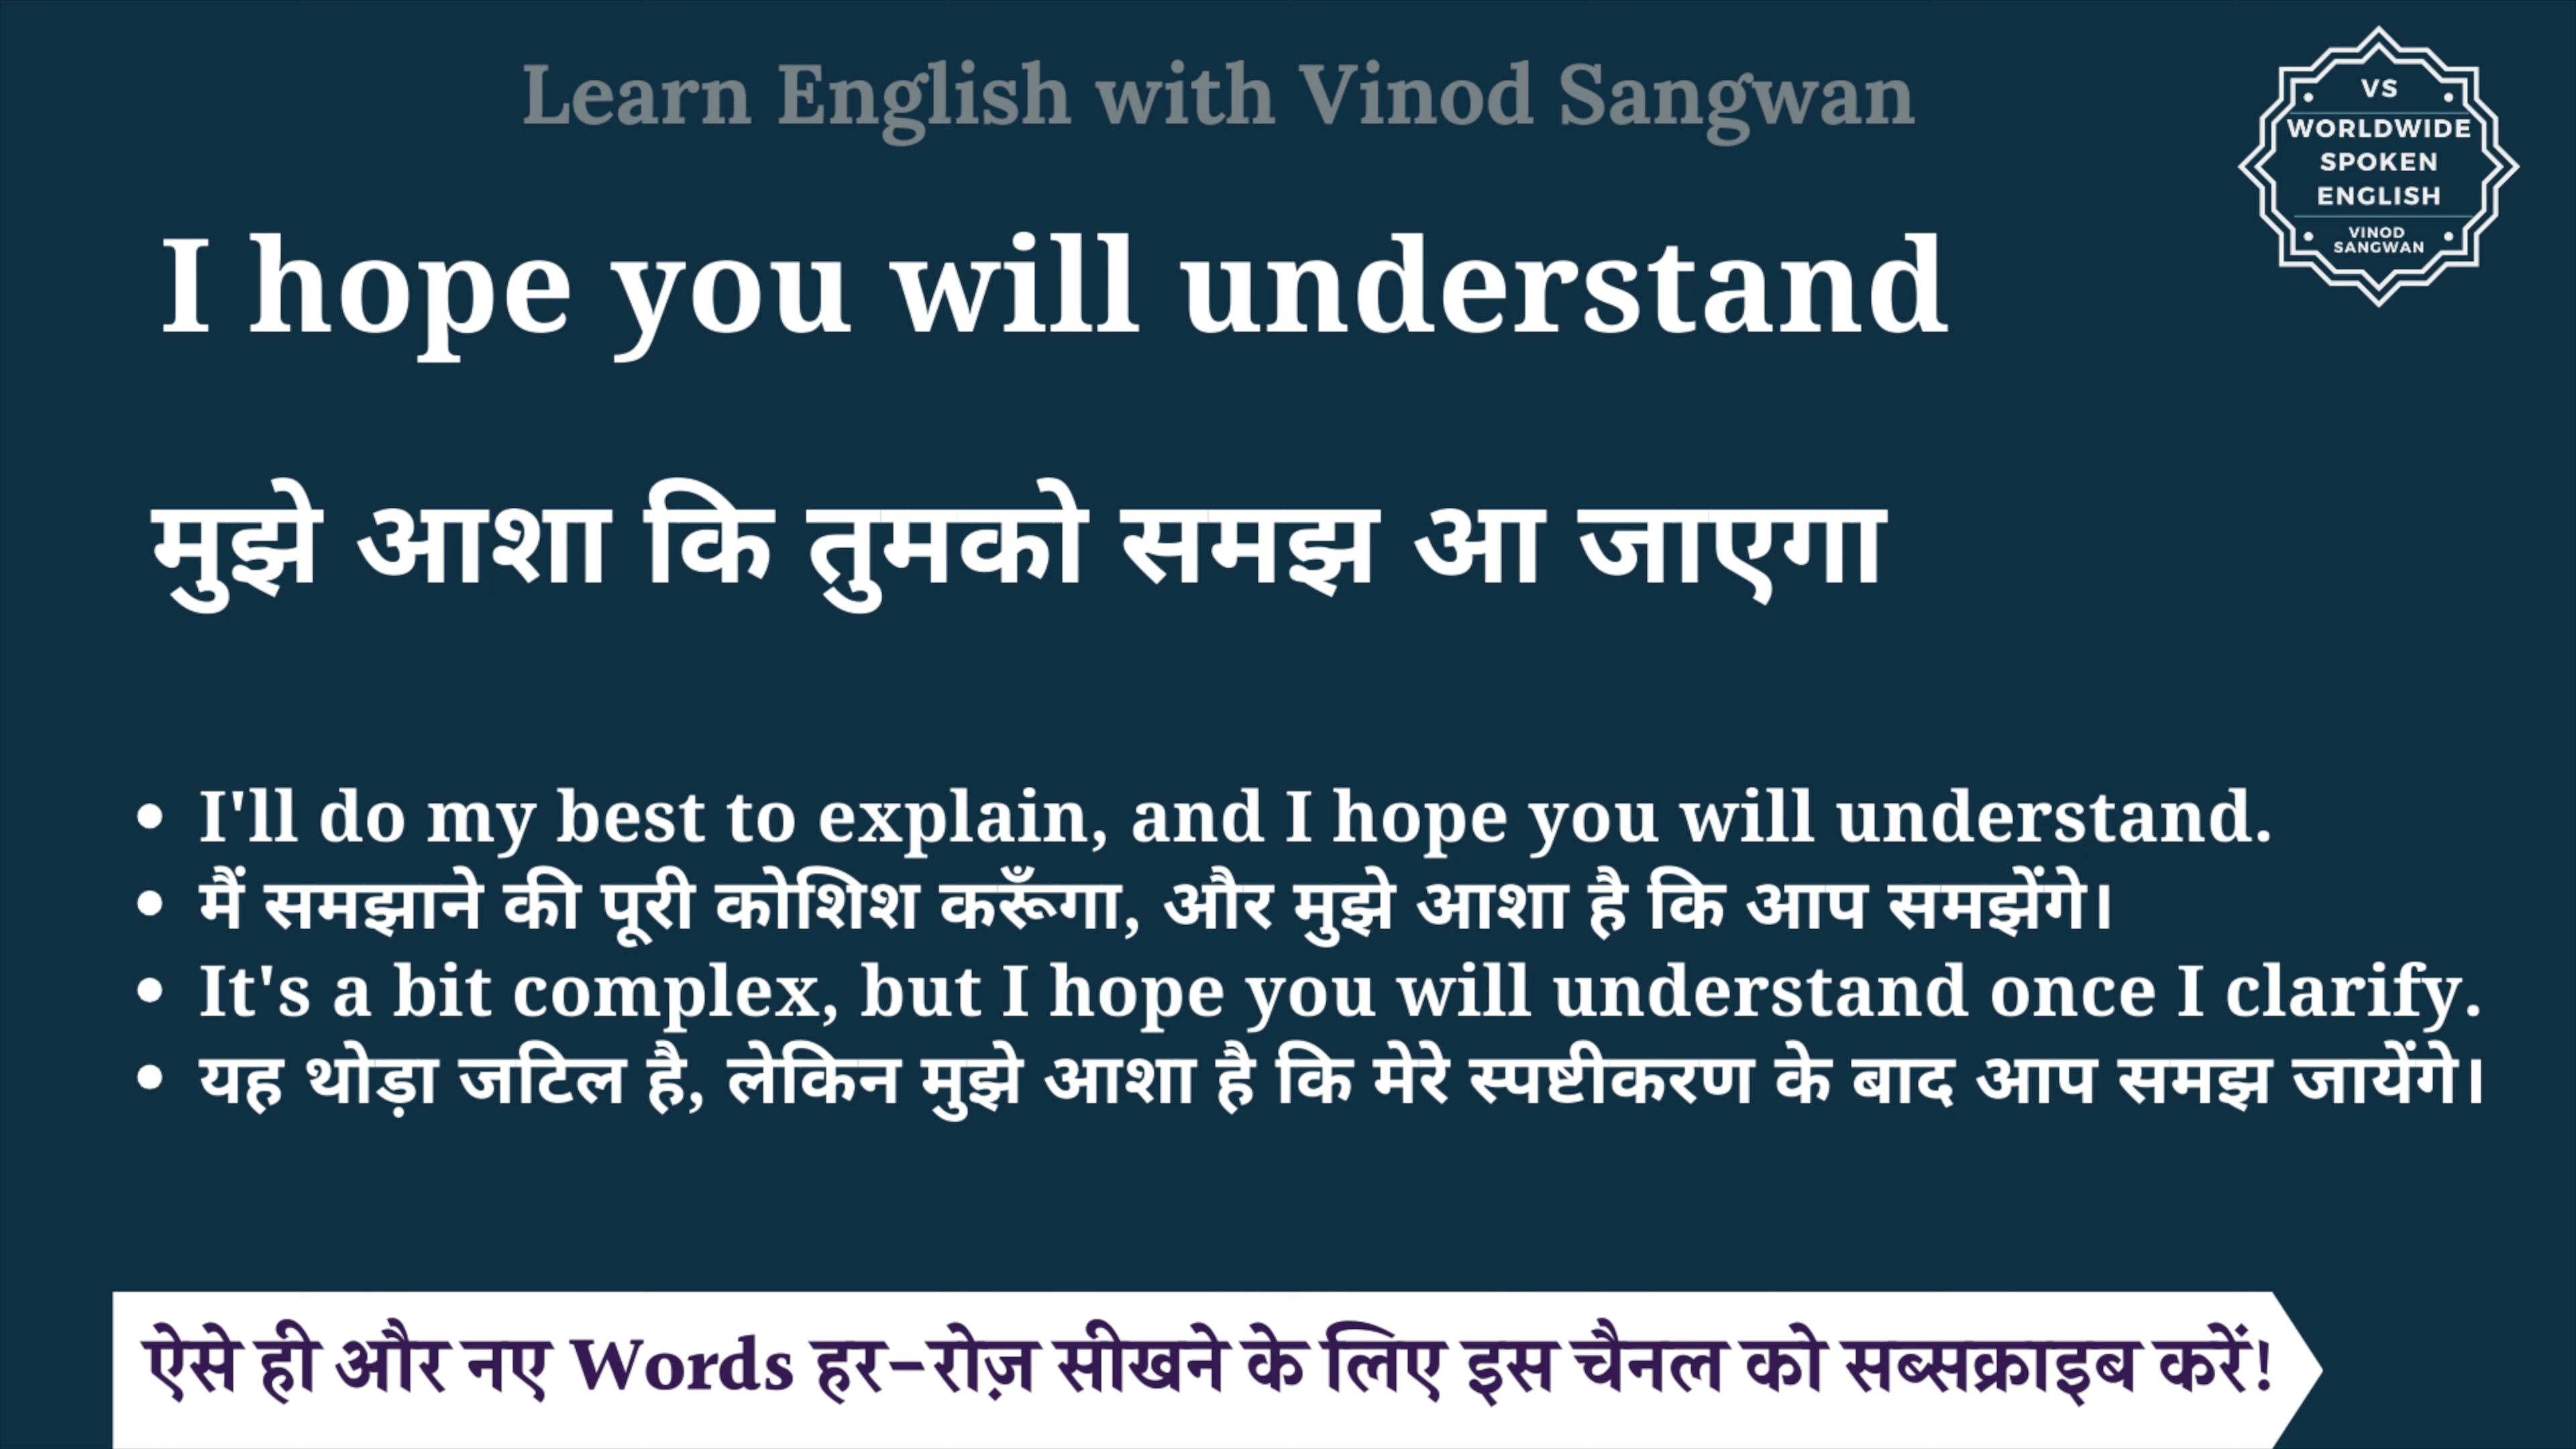 Learn English with Vinod Sangwan
VS
WORLDWIDE
SPOKEN
ENGLISH
VINOD
SANGWAN
I hope you will understand
मुझे आशा कि तुमको समझ आ जाएगा
• I'll do my best to explain, and I hope you will understand.
• मैं समझाने की पूरी कोशिश करूँगा, और मुझे आशा है कि आप समझेंगे।
• It's a bit complex, but I hope you will understand once I clarify.
• यह थोड़ा जटिल है, लेकिन मुझे आशा है कि मेरे स्पष्टीकरण के बाद आप समझ जायेंगे।
ऐसे ही और नए Words हर-रोज़ सीखने के लिए इस चैनल को सब्सक्राइब करें!